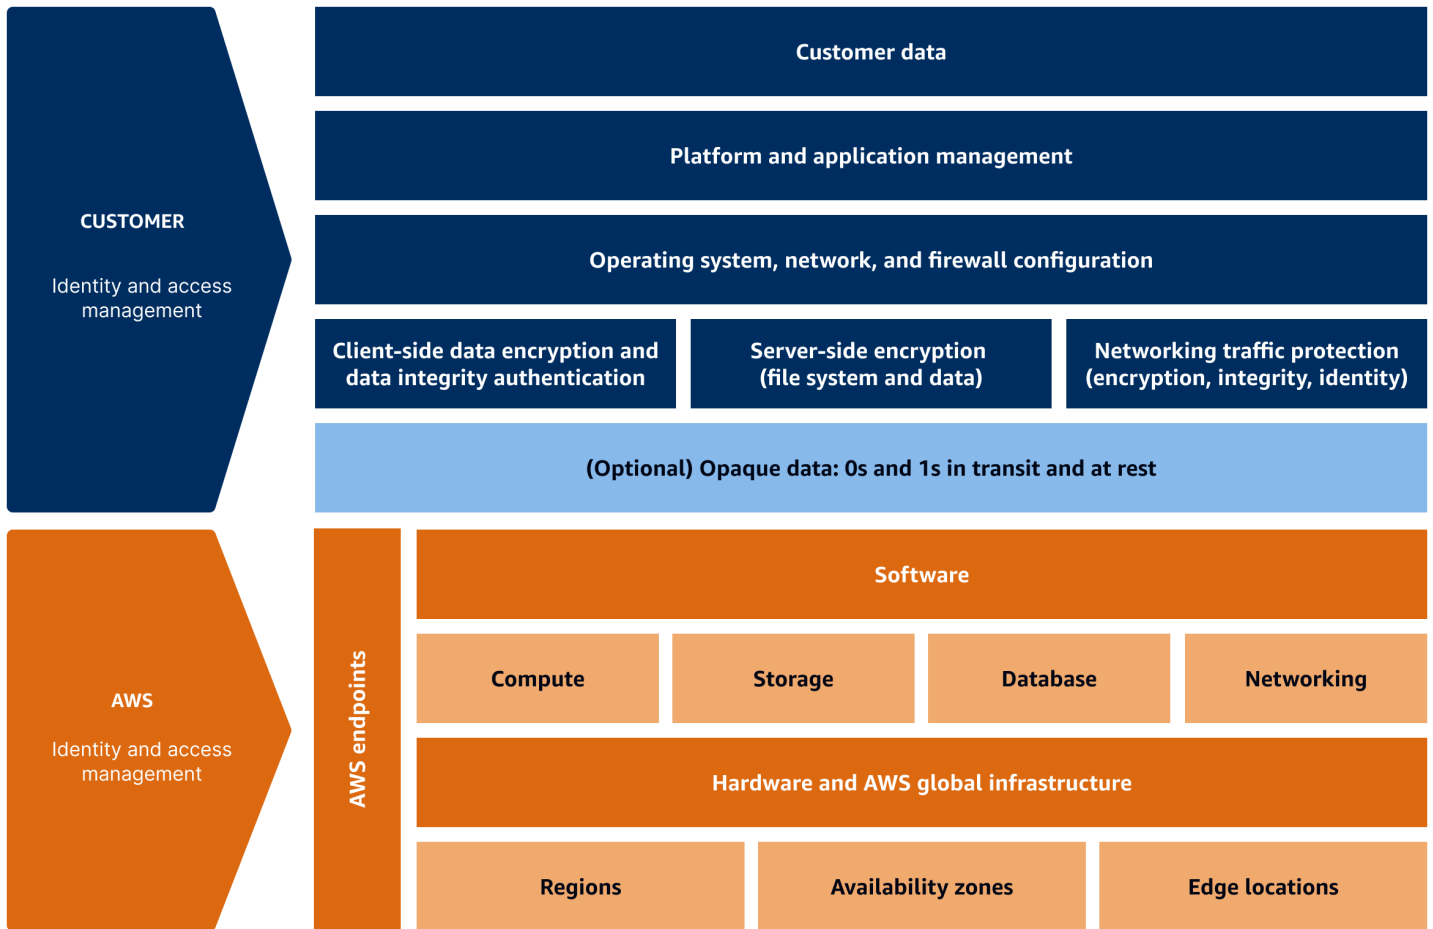 CUSTOMER
Identity and access
management
Customer data
Platform and application management
Operating system, network, and firewall configuration
Client-side data encryption and
data integrity authentication
Server-side encryption
(file system and data)
Networking traffic protection
(encryption, integrity, identity)
(Optional) Opaque data: 0s and 1s in transit and at rest
AWS
Identity and access
management
AWS endpoints
Software
Compute
Storage
Database
Networking
Hardware and AWS global infrastructure
Regions
Availability zones
Edge locations